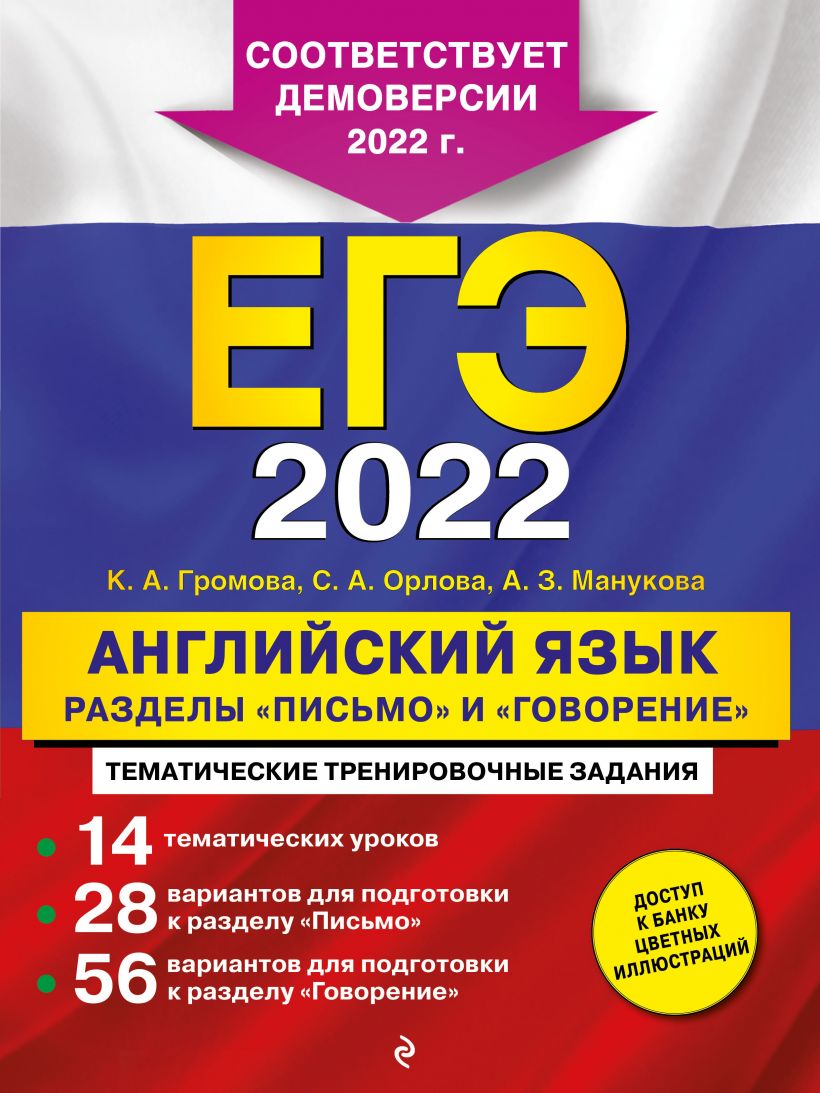 СООТВЕТСТВУЕТ
ДЕМОВЕРСИИ
2022 г.
ЕГЭ
2022
К. А. Громова, С. А. Орлова, А. З. Манукова
АНГЛИЙСКИЙ ЯЗЫК
РАЗДЕЛЫ «ПИСЬМО» И «ГОВОРЕНИЕ»
ТЕМАТИЧЕСКИЕ ТРЕНИРОВОЧНЫЕ ЗАДАНИЯ
14 тематических уроков
28 вариантов для подготовки
к разделу «Письмо»
56 вариантов для подготовки
к разделу «Говорение»
ДОСТУП
К БАНКУ
ЦВЕТНЫХ
ИЛЛЮСТРАЦИЙ